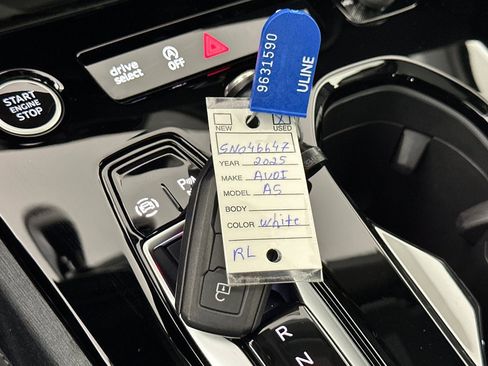 drive
select
OFF
START
ENGINE
STOP
9631590
ULINE
NEW
X
USED
SN046647
YEAR 2025
MAKE AUDI
MODEL A5
BODY
COLOR white
RL
R
N